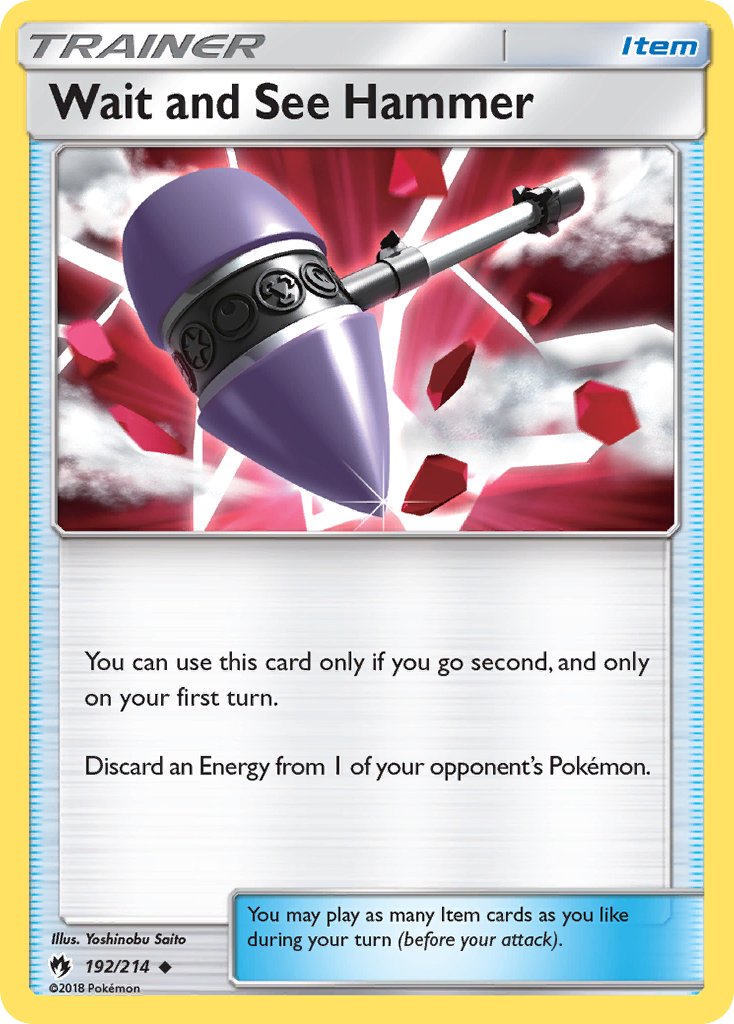 TRAINER
Item
Wait and See Hammer
You can use this card only if you go second, and only
on your first turn.
Discard an Energy from 1 of your opponent's Pokémon.
You may play as many Item cards as you like
during your turn (before your attack).
Illus. Yoshinobu Saito
192/214
©2018 Pokémon